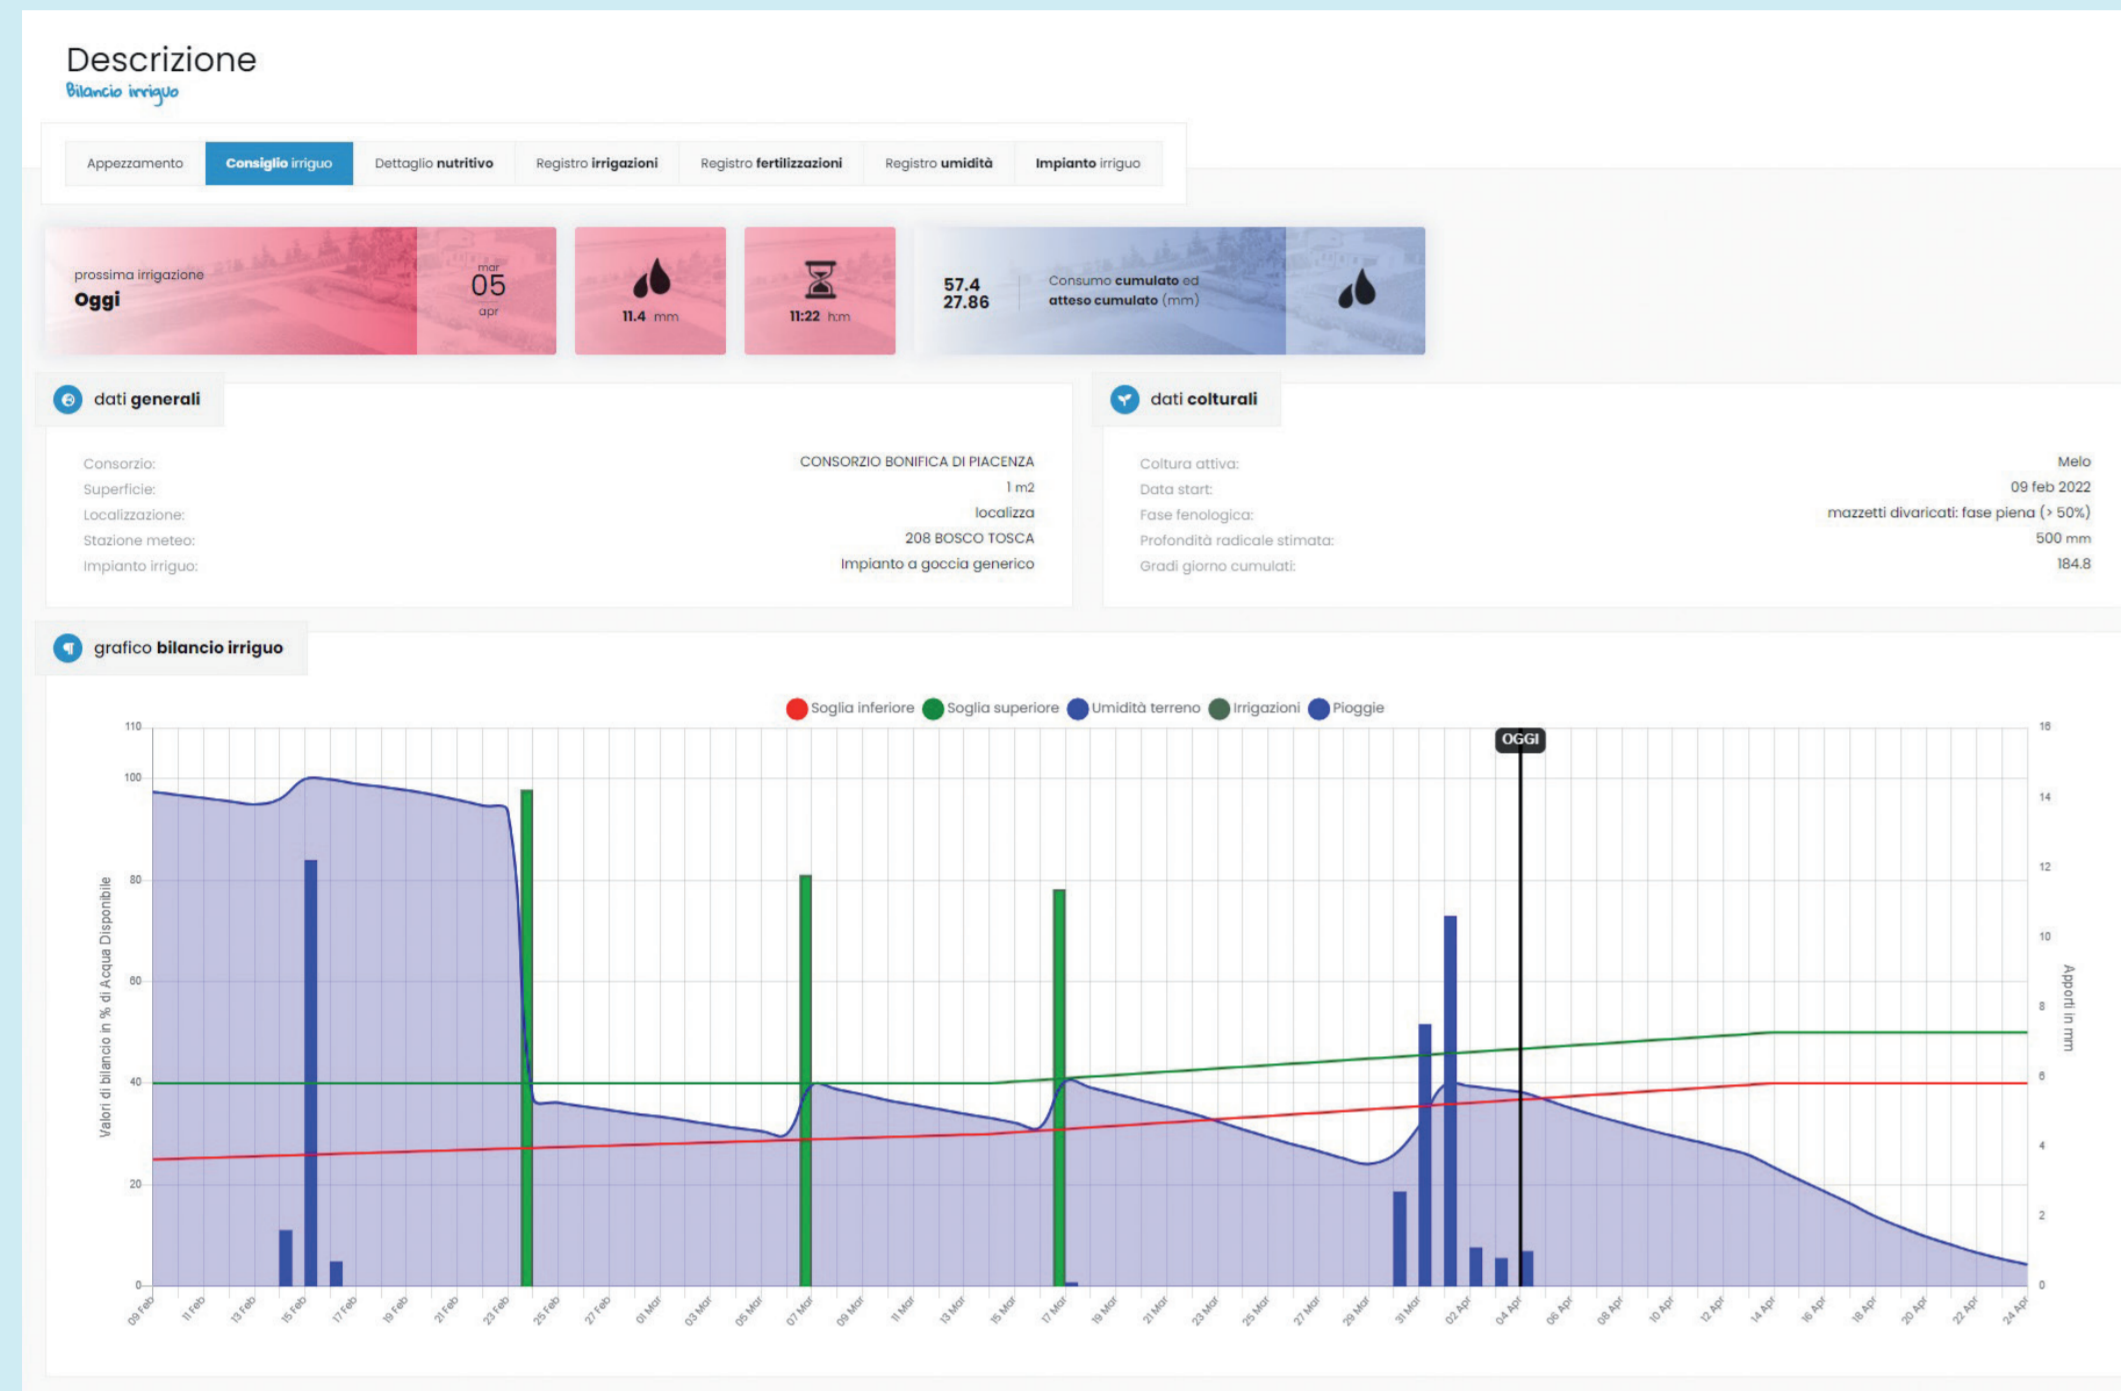 Descrizione
Bilancio irriguo
Appezzamento Consiglio irriguo Dettaglio nutritivo Registro irrigazioni Registro fertilizzazioni Registro umidità Impianto irriguo
prossima irrigazione
Oggi
mar
05
apr
11.4 mm
11:22 h:m
57.4
27.86
Consumo cumulato ed
atteso cumulato (mm)
dati generali
Consorzio: CONSORZIO BONIFICA DI PIACENZA
Superficie: 1 m2
Localizzazione: localizza
Stazione meteo: 208 BOSCO TOSCA
Impianto irriguo: Impianto a goccia generico
dati colturali
Coltura attiva: Melo
Data start: 09 feb 2022
Fase fenologica: mazzetti divaricati: fase piena (> 50%)
Profondità radicale stimata: 500 mm
Gradi giorno cumulati: 184.8
grafico bilancio irriguo
Soglia inferiore Soglia superiore Umidità terreno Irrigazioni Pioggie
OGGI
Valori di bilancio in % di Acqua Disponibile
110
100
80
60
40
20
0
Apporti in mm
16
14
12
10
8
6
4
2
0
09 Feb 11 Feb 13 Feb 15 Feb 17 Feb 19 Feb 21 Feb 23 Feb 25 Feb 27 Feb 01 Mar 03 Mar 05 Mar 07 Mar 09 Mar 11 Mar 13 Mar 15 Mar 17 Mar 19 Mar 21 Mar 23 Mar 25 Mar 27 Mar 29 Mar 31 Mar 02 Apr 04 Apr 06 Apr 08 Apr 10 Apr 12 Apr 14 Apr 16 Apr 18 Apr 20 Apr 22 Apr 24 Apr